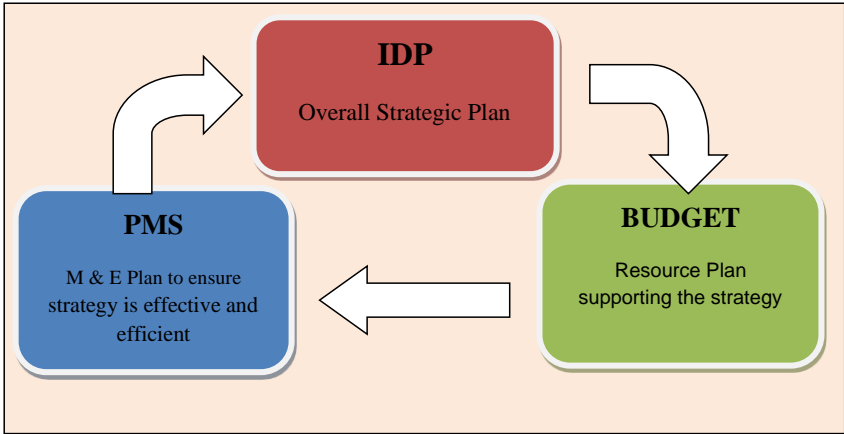 IDP
Overall Strategic Plan
PMS
M & E Plan to ensure
strategy is effective and
efficient
BUDGET
Resource Plan
supporting the strategy